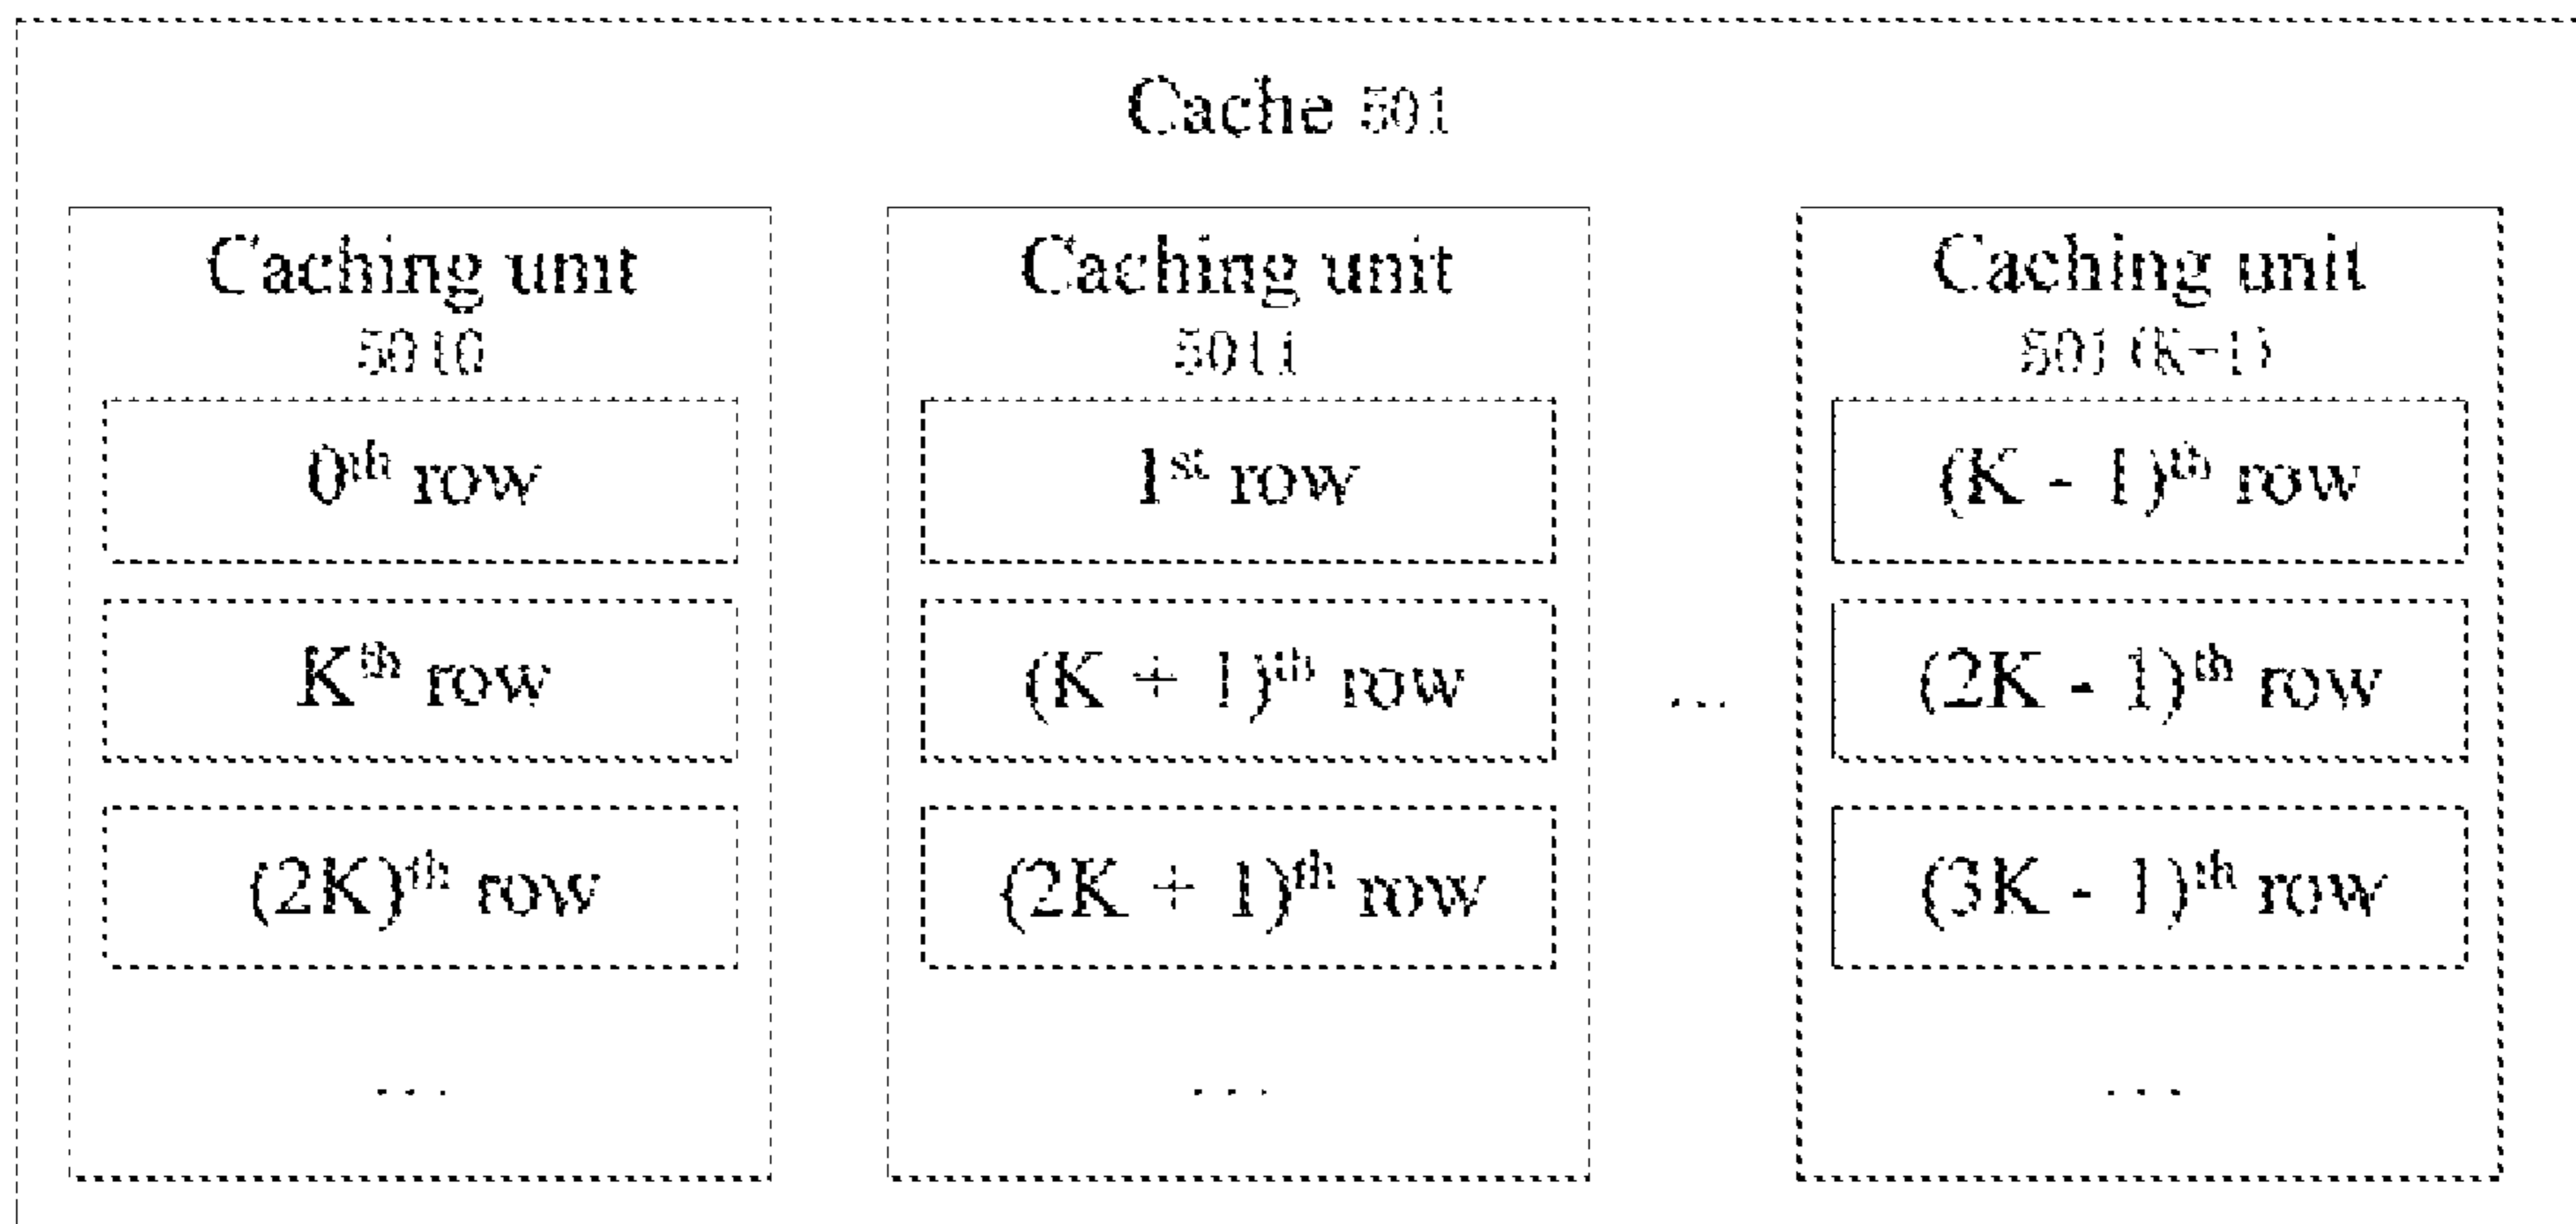 Cache 501
Caching unit
5010
0th row
Kth row
(2K)th row
...
Caching unit
5011
1st row
(K + 1)th row
(2K + 1)th row
...
...
Caching unit
501(K-1)
(K - 1)th row
(2K - 1)th row
(3K - 1)th row
...